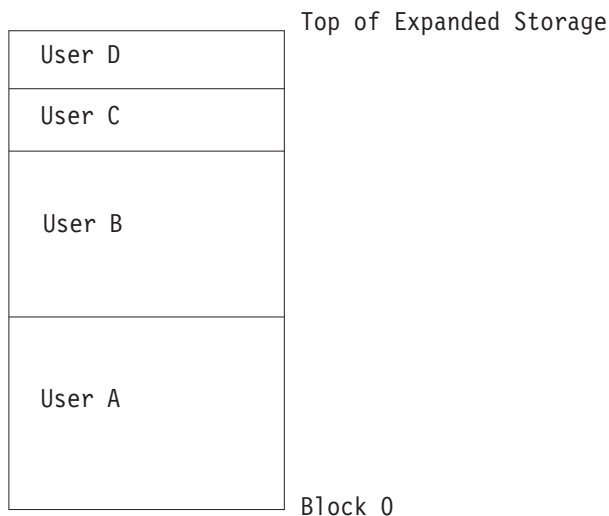 Top of Expanded Storage
User D
User C
User B
User A
Block 0